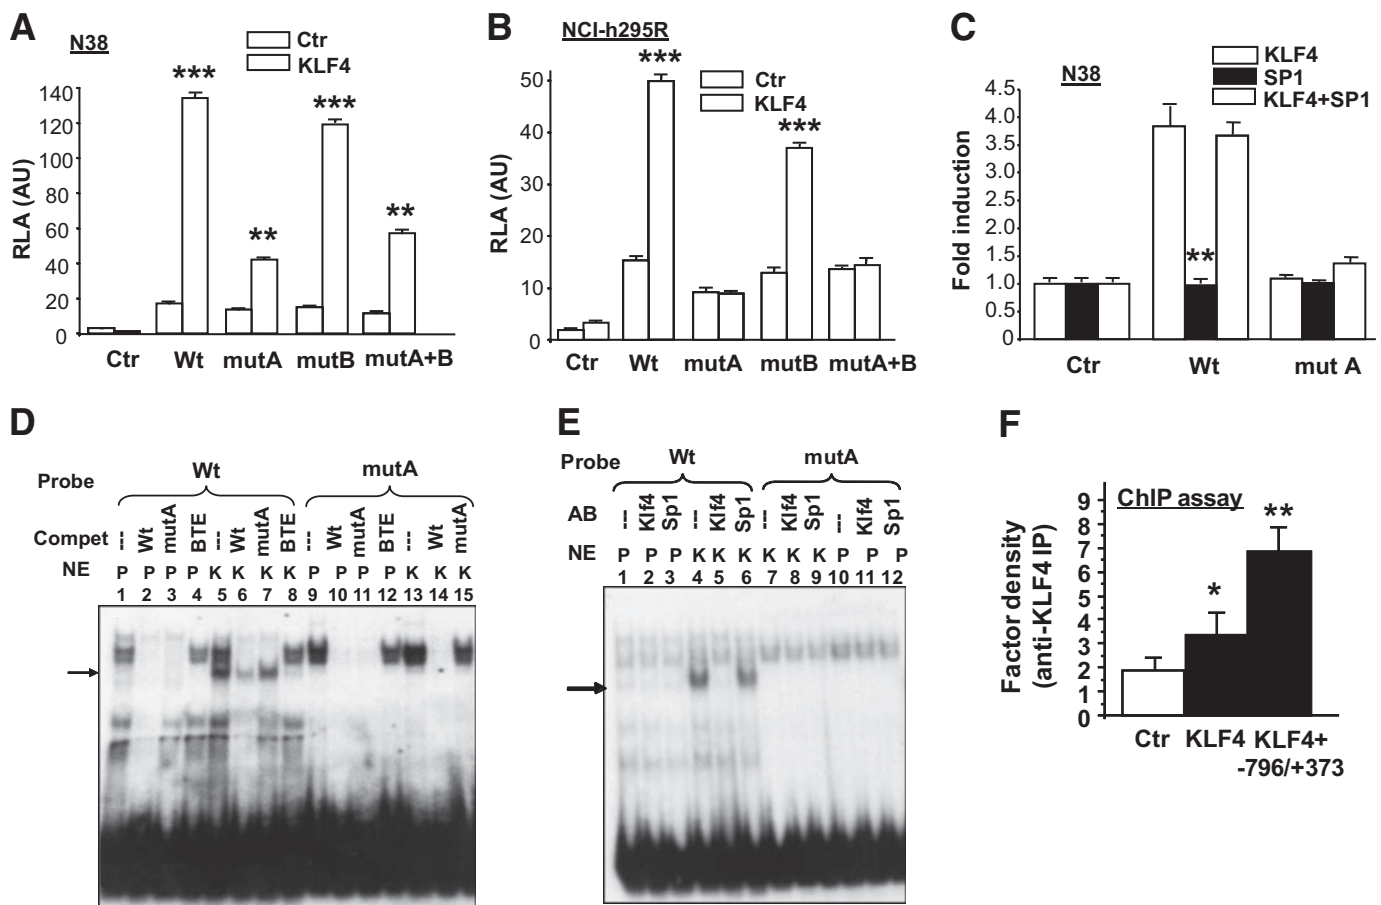 A
N38
Ctr
KLF4
RLA (AU)
140
120
100
80
60
40
20
0
***
**
***
**
Ctr Wt mutA mutB mutA+B
B
NCI-h295R
Ctr
KLF4
RLA (AU)
50
40
30
20
10
0
***
***
Ctr Wt mutA mutB mutA+B
C
N38
KLF4
SP1
KLF4+SP1
Fold induction
4.5
4.0
3.5
3.0
2.5
2.0
1.5
1.0
0.5
0
**
Ctr Wt mut A
D
Probe Wt mutA
Compet --- Wt mutA BTE --- Wt mutA BTE --- Wt mutA BTE --- Wt mutA
NE P P P P K K K K P P P P K K K
1 2 3 4 5 6 7 8 9 10 11 12 13 14 15
E
Probe Wt mutA
AB --- Klf4 Sp1 --- Klf4 Sp1 --- Klf4 Sp1 --- Klf4 Sp1
NE P P P K K K K K K P P P
1 2 3 4 5 6 7 8 9 10 11 12
F
ChIP assay
Factor density
(anti-KLF4 IP)
9
8
7
6
5
4
3
2
1
0
*
**
Ctr KLF4 KLF4+
-796/+373